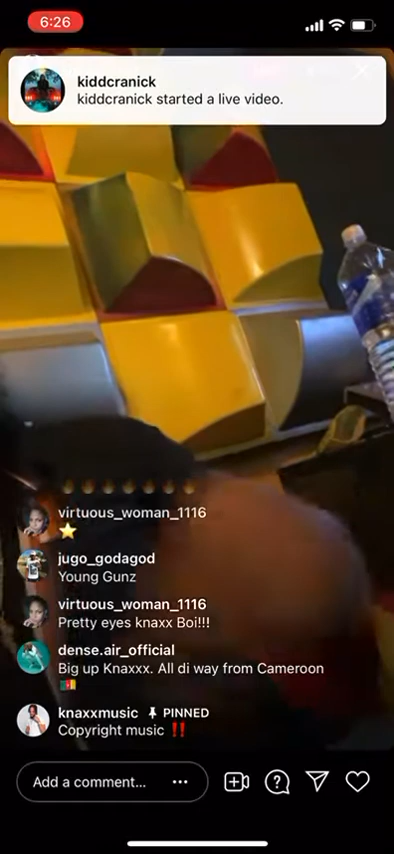 6:26
kiddcranick
kiddcranick started a live video.
virtuous_woman_1116
⭐
jugo_godagod
Young Gunz
virtuous_woman_1116
Pretty eyes knaxx Boi!!!
dense.air_official
Big up Knaxxx. All di way from Cameroon
🇨🇲
knaxxmusic 📌 PINNED
Copyright music ‼️
Add a comment...